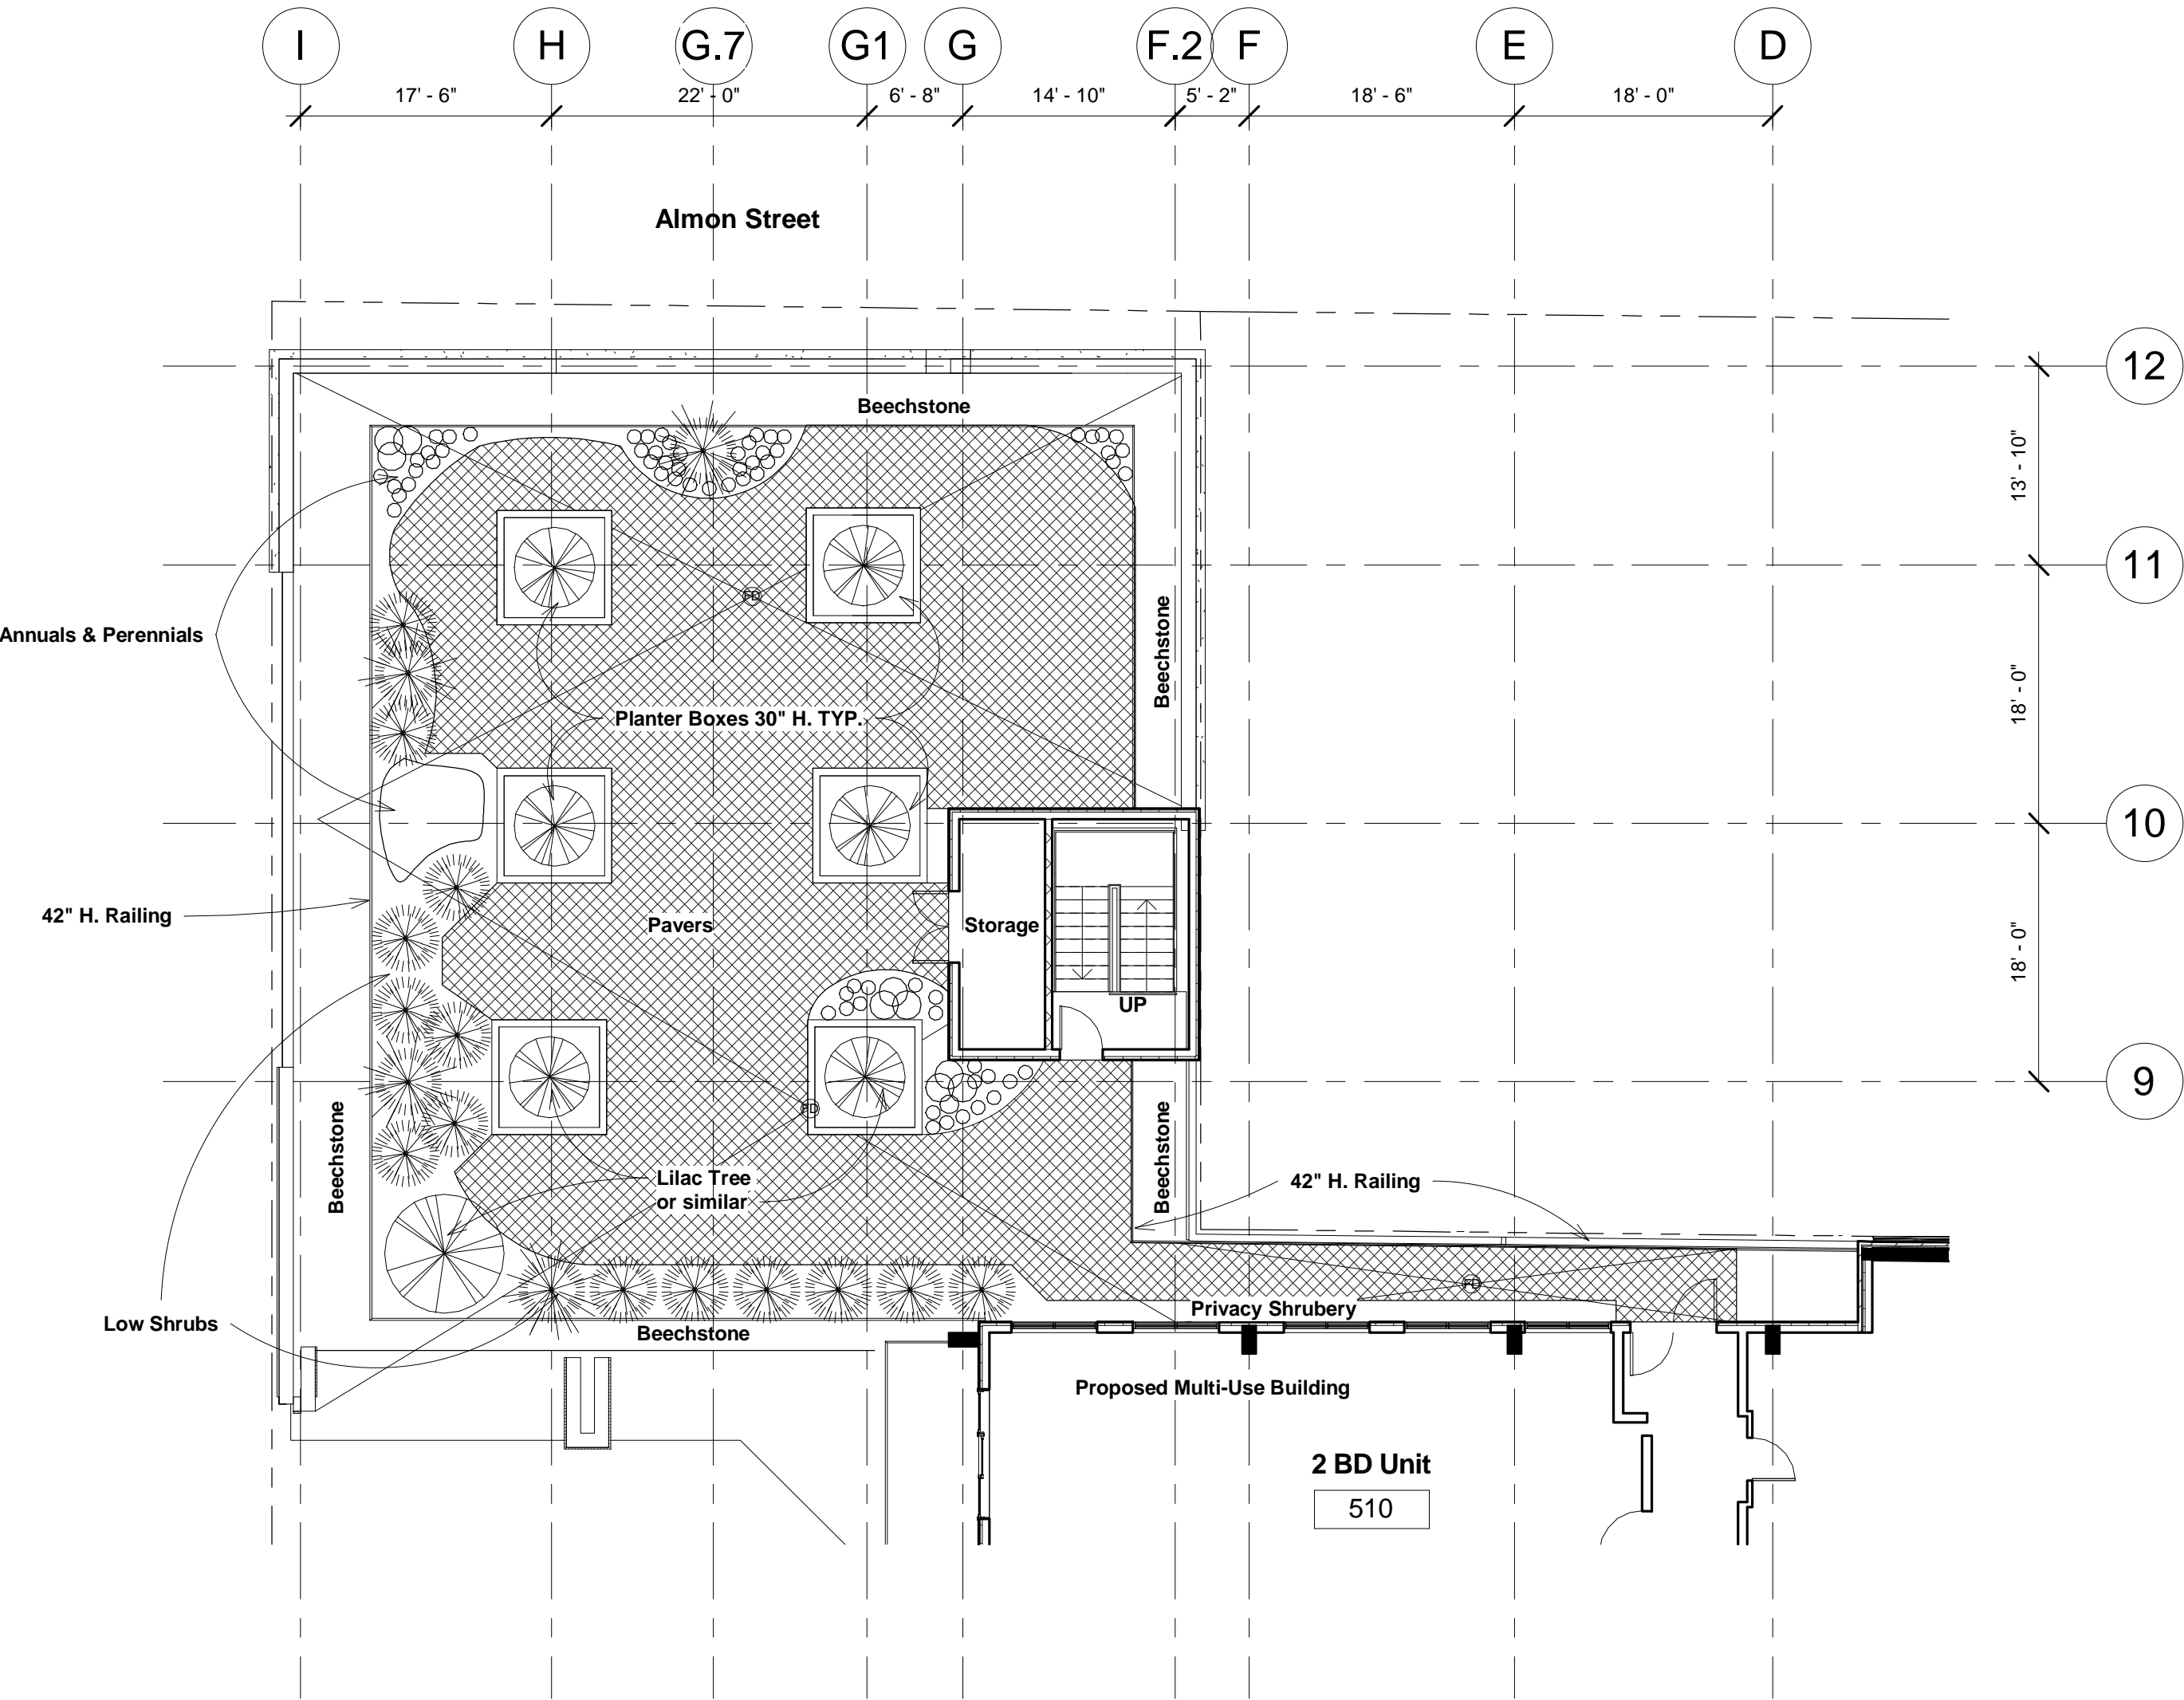 I H G.7 G1 G F.2 F E D
17' - 6" 22' - 0" 6' - 8" 14' - 10" 5' - 2" 18' - 6" 18' - 0"
Almon Street
12
Beechstone
13' - 10"
11
FD
Beechstone
Annuals & Perennials
18' - 0"
Planter Boxes 30" H. TYP.
10
42" H. Railing
Pavers
Storage
18' - 0"
UP
9
FD
Beechstone
Beechstone
Lilac Tree
or similar
42" H. Railing
FD
Privacy Shrubery
Low Shrubs
Beechstone
Proposed Multi-Use Building
2 BD Unit
510